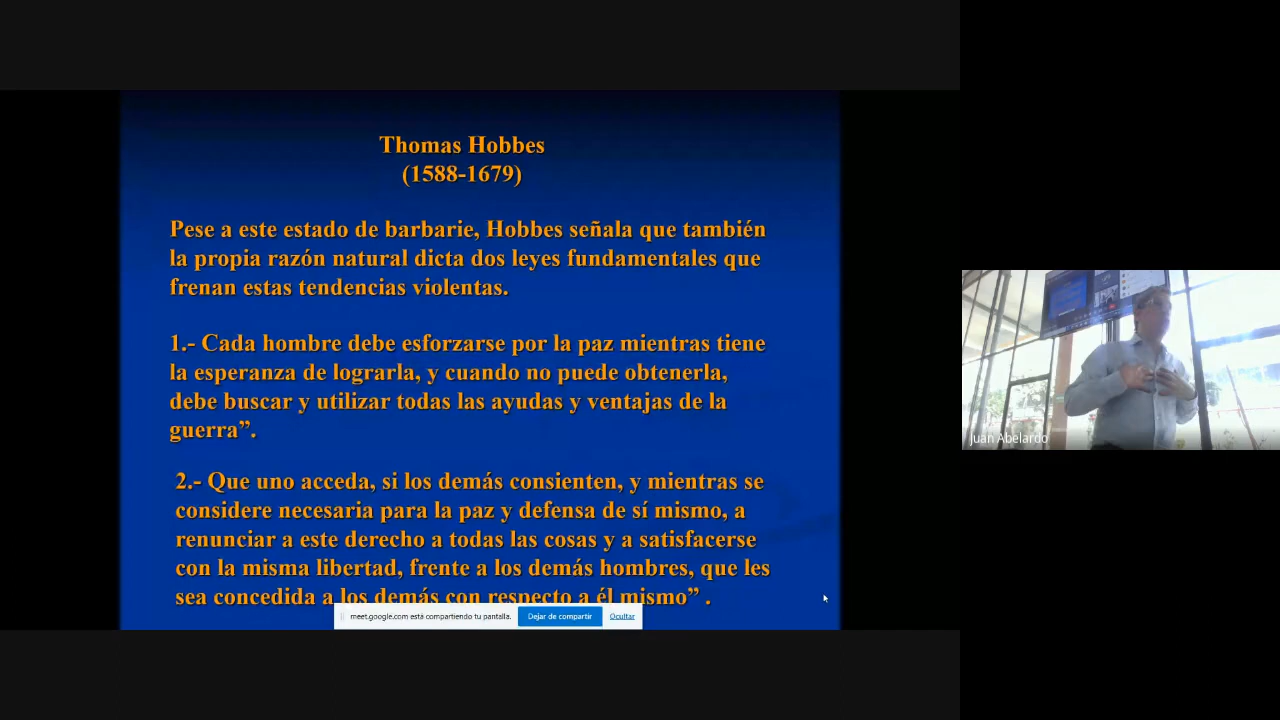 Thomas Hobbes
(1588-1679)
Pese a este estado de barbarie, Hobbes señala que también
la propia razón natural dicta dos leyes fundamentales que
frenan estas tendencias violentas.
1.- Cada hombre debe esforzarse por la paz mientras tiene
la esperanza de lograrla, y cuando no puede obtenerla,
debe buscar y utilizar todas las ayudas y ventajas de la
guerra”.
2.- Que uno acceda, si los demás consienten, y mientras se
considere necesaria para la paz y defensa de sí mismo, a
renunciar a este derecho a todas las cosas y a satisfacerse
con la misma libertad, frente a los demás hombres, que les
sea concedida a los demás con respecto a él mismo” .
meet.google.com está compartiendo tu pantalla. Dejar de compartir Ocultar
Juan Abelardo